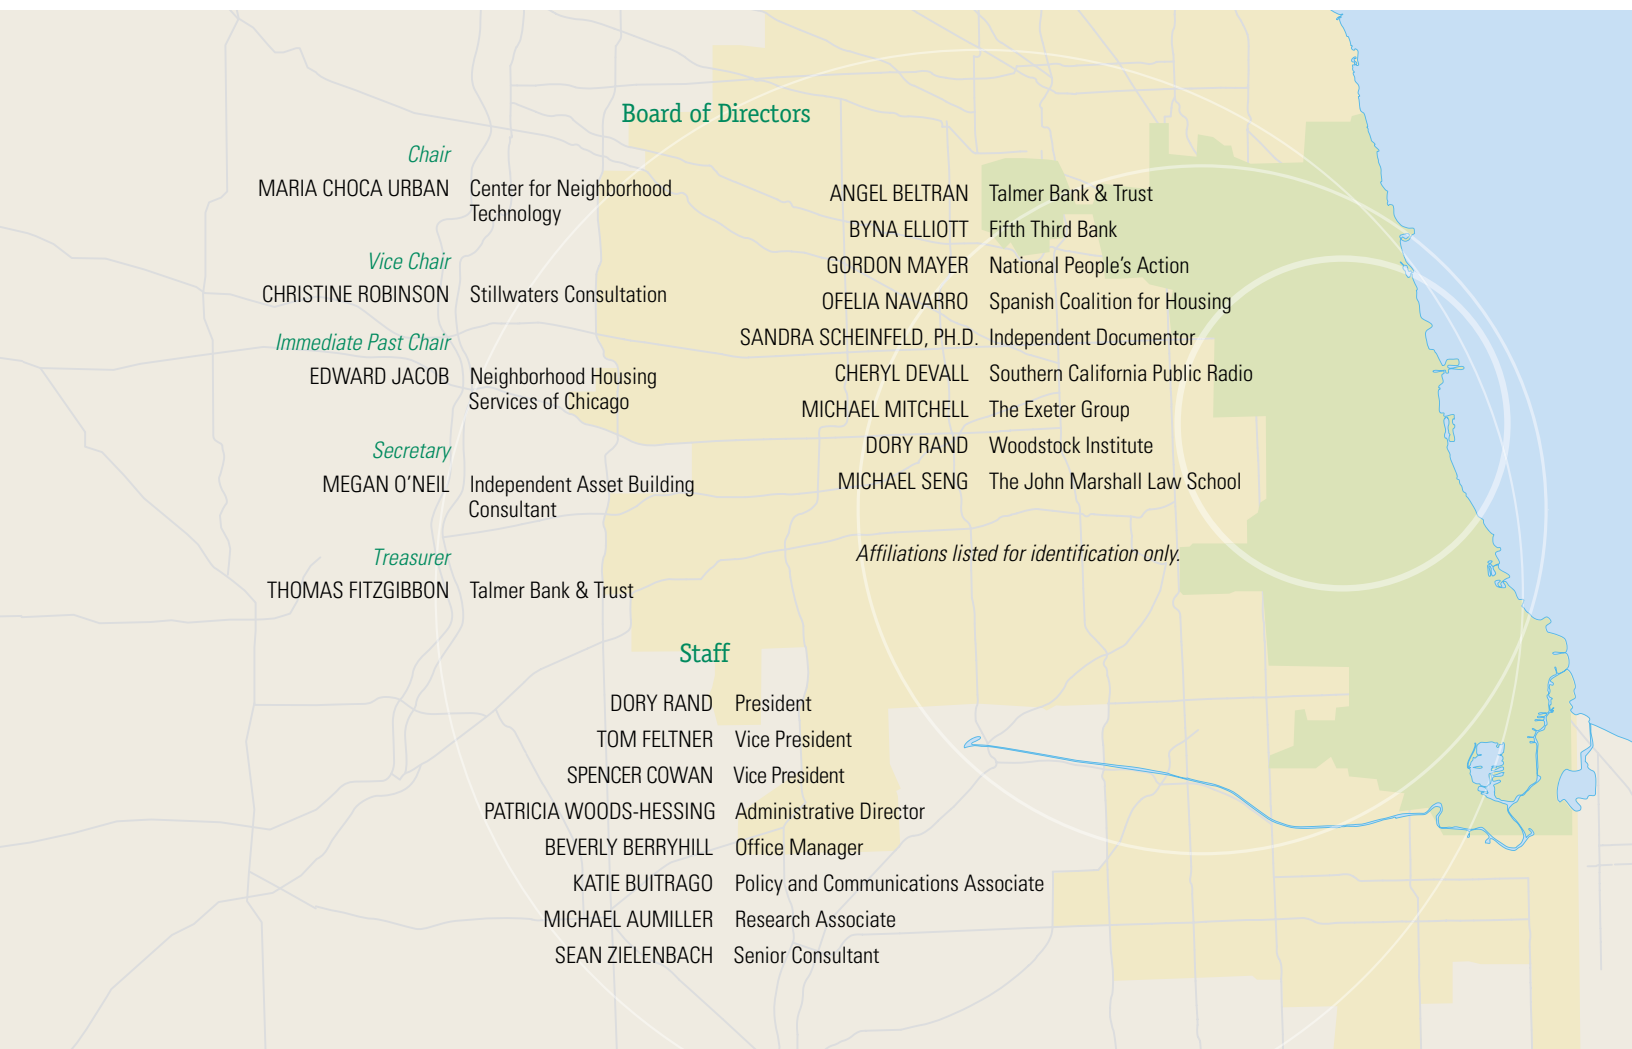 Board of Directors
Chair
MARIA CHOCA URBAN Center for Neighborhood
Technology
Vice Chair
CHRISTINE ROBINSON Stillwaters Consultation
Immediate Past Chair
EDWARD JACOB Neighborhood Housing
Services of Chicago
Secretary
MEGAN O’NEIL Independent Asset Building
Consultant
Treasurer
THOMAS FITZGIBBON Talmer Bank & Trust
ANGEL BELTRAN Talmer Bank & Trust
BYNA ELLIOTT Fifth Third Bank
GORDON MAYER National People’s Action
OFELIA NAVARRO Spanish Coalition for Housing
SANDRA SCHEINFELD, PH.D. Independent Documentor
CHERYL DEVALL Southern California Public Radio
MICHAEL MITCHELL The Exeter Group
DORY RAND Woodstock Institute
MICHAEL SENG The John Marshall Law School
Affiliations listed for identification only.
Staff
DORY RAND President
TOM FELTNER Vice President
SPENCER COWAN Vice President
PATRICIA WOODS-HESSING Administrative Director
BEVERLY BERRYHILL Office Manager
KATIE BUITRAGO Policy and Communications Associate
MICHAEL AUMILLER Research Associate
SEAN ZIELENBACH Senior Consultant